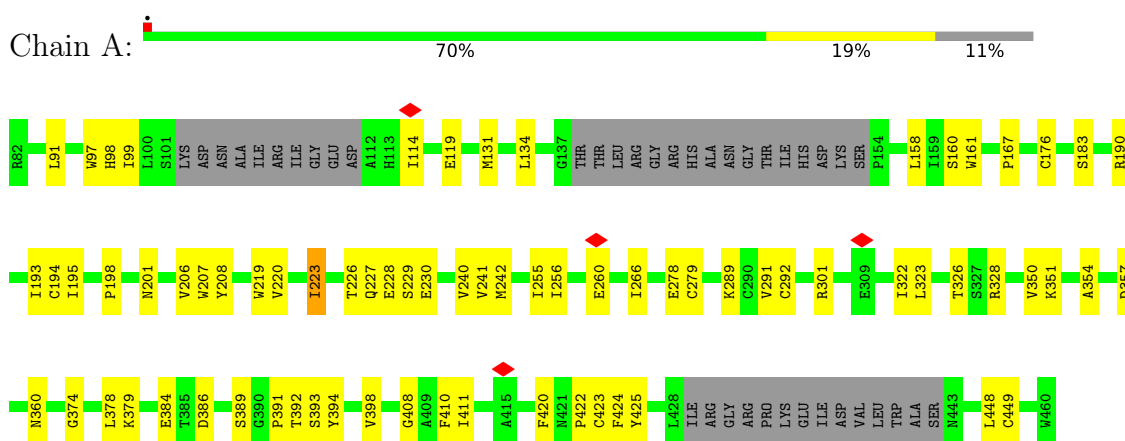 Chain A:
70% 19% 11%
R82 L91 W97 H98 I99 L100 S101 LYS ASP ASN ALA ILE ARG ILE GLY GLU ASP A112 H113 I114 E119 M131 L134 G137 THR THR LEU ARG GLY ARG HIS ALA ASN GLY THR ILE HIS ASP LYS SER P154 L158 I159 S160 W161 P167 C176 S183 R190
I193 C194 I195 P198 N201 V206 W207 Y208 W219 V220 I223 T226 Q227 E228 S229 E230 V240 V241 M242 I255 I256 E260 I266 E278 C279 K289 C290 V291 C292 R301 E309 I322 L323 T326 S327 R328 V350 K351 A354 D357
N360 G374 L378 K379 E384 T385 D386 S389 G390 P391 T392 S393 Y394 V398 G408 A409 F410 I411 A415 F420 N421 P422 C423 F424 Y425 L428 ILE ARG GLY ARG PRO LYS GLU ILE ASP VAL LEU TRP ALA SER N443 L448 C449 W460